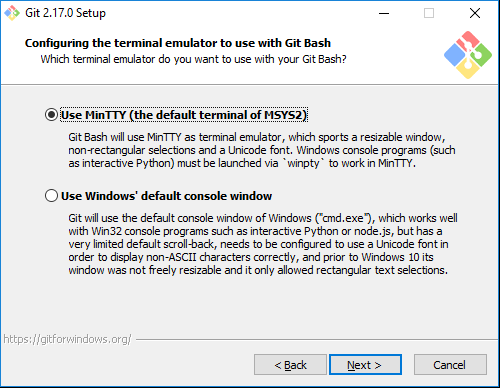 Git 2.17.0 Setup
Configuring the terminal emulator to use with Git Bash
Which terminal emulator do you want to use with your Git Bash?
Use MinTTY (the default terminal of MSYS2)
Git Bash will use MinTTY as terminal emulator, which sports a resizable window,
non-rectangular selections and a Unicode font. Windows console programs (such
as interactive Python) must be launched via `winpty` to work in MinTTY.
Use Windows' default console window
Git will use the default console window of Windows ("cmd.exe"), which works well
with Win32 console programs such as interactive Python or node.js, but has a
very limited default scroll-back, needs to be configured to use a Unicode font in
order to display non-ASCII characters correctly, and prior to Windows 10 its
window was not freely resizable and it only allowed rectangular text selections.
https://gitforwindows.org/
< Back
Next >
Cancel